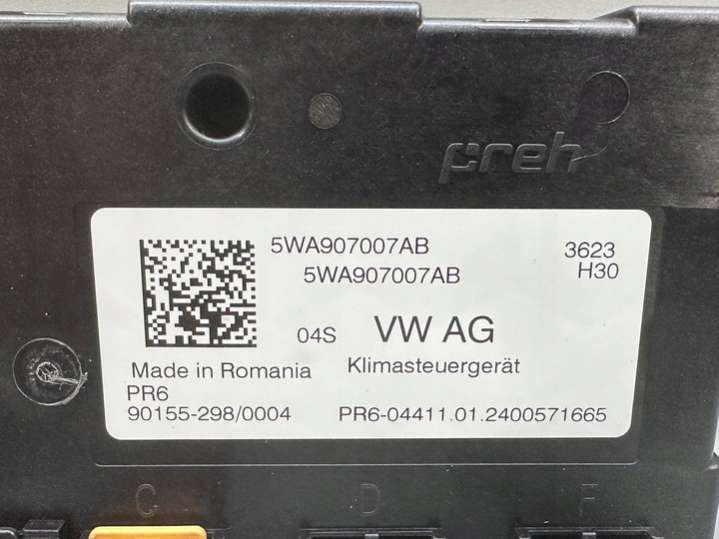 preh
5WA907007AB
3623
5WA907007AB
H30
04S VW AG
Made in Romania
Klimasteuergerät
PR6
90155-298/0004
PR6-04411.01.2400571665
C D F